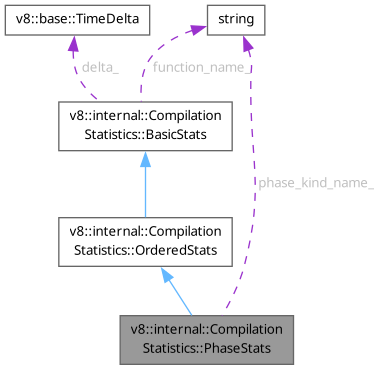 v8::base::TimeDelta
string
delta_
function_name_
v8::internal::Compilation
Statistics::BasicStats
phase_kind_name_
v8::internal::Compilation
Statistics::OrderedStats
v8::internal::Compilation
Statistics::PhaseStats